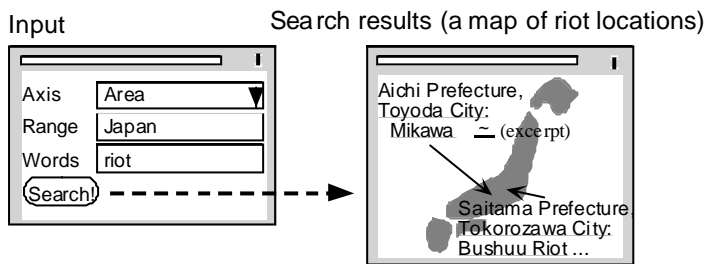 Input
Search results (a map of riot locations)
Axis Area
Range Japan
Words riot
Search!
Aichi Prefecture,
Toyoda City:
Mikawa ~ (excerpt)
Saitama Prefecture,
Tokorozawa City:
Bushuu Riot ...